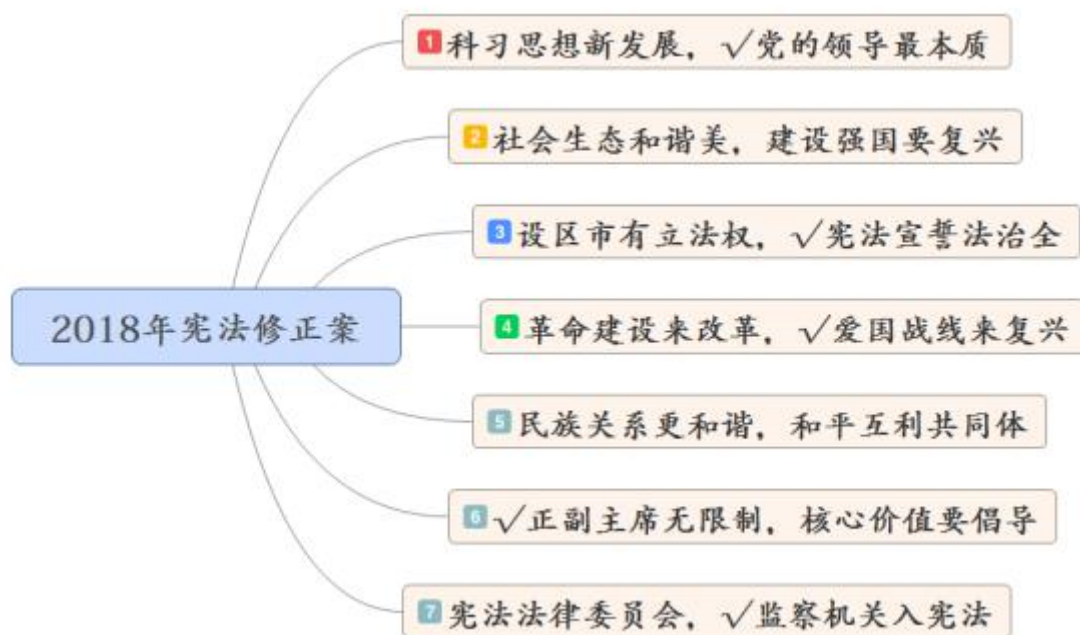 1 科习思想新发展，√党的领导最本质
2 社会生态和谐美，建设强国要复兴
3 设区市有立法权，√宪法宣誓法治全
2018年宪法修正案
4 革命建设来改革，√爱国战线来复兴
5 民族关系更和谐，和平互利共同体
6 √正副主席无限制，核心价值要倡导
7 宪法法律委员会，√监察机关入宪法